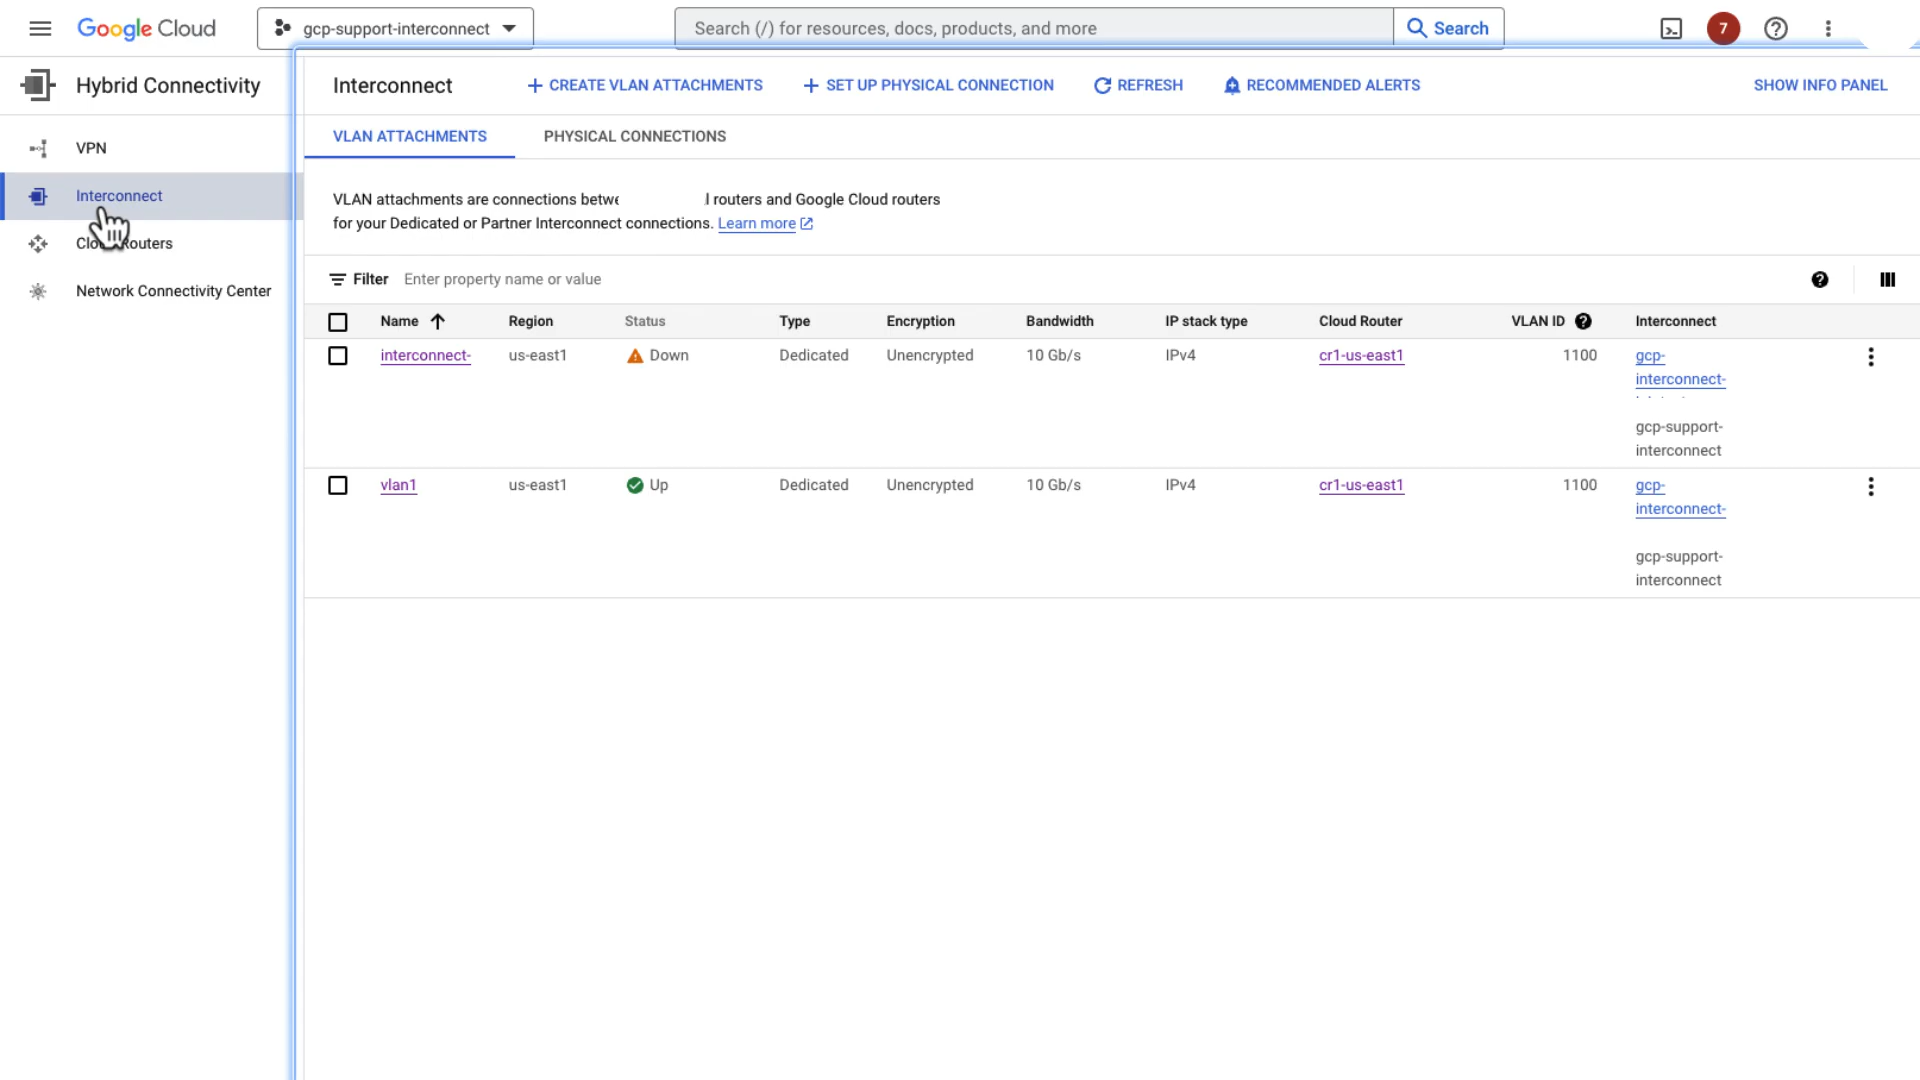 Google Cloud
gcp-support-interconnect
Search (/) for resources, docs, products, and more
Search
7
Hybrid Connectivity
VPN
Interconnect
Network Connectivity Center
Interconnect
CREATE VLAN ATTACHMENTS
SET UP PHYSICAL CONNECTION
REFRESH
RECOMMENDED ALERTS
SHOW INFO PANEL
VLAN ATTACHMENTS
PHYSICAL CONNECTIONS
VLAN attachments are connections routers and Google Cloud routers
for your Dedicated or Partner Interconnect connections. Learn more
Filter Enter property name or value
Name Region Status Type Encryption Bandwidth IP stack type Cloud Router VLAN ID Interconnect
interconnect- us-east1 Down Dedicated Unencrypted 10 Gb/s IPv4 cr1-us-east1 1100 gcp-
interconnect-
gcp-support-
interconnect
vlan1 us-east1 Up Dedicated Unencrypted 10 Gb/s IPv4 cr1-us-east1 1100 gcp-
interconnect-
gcp-support-
interconnect